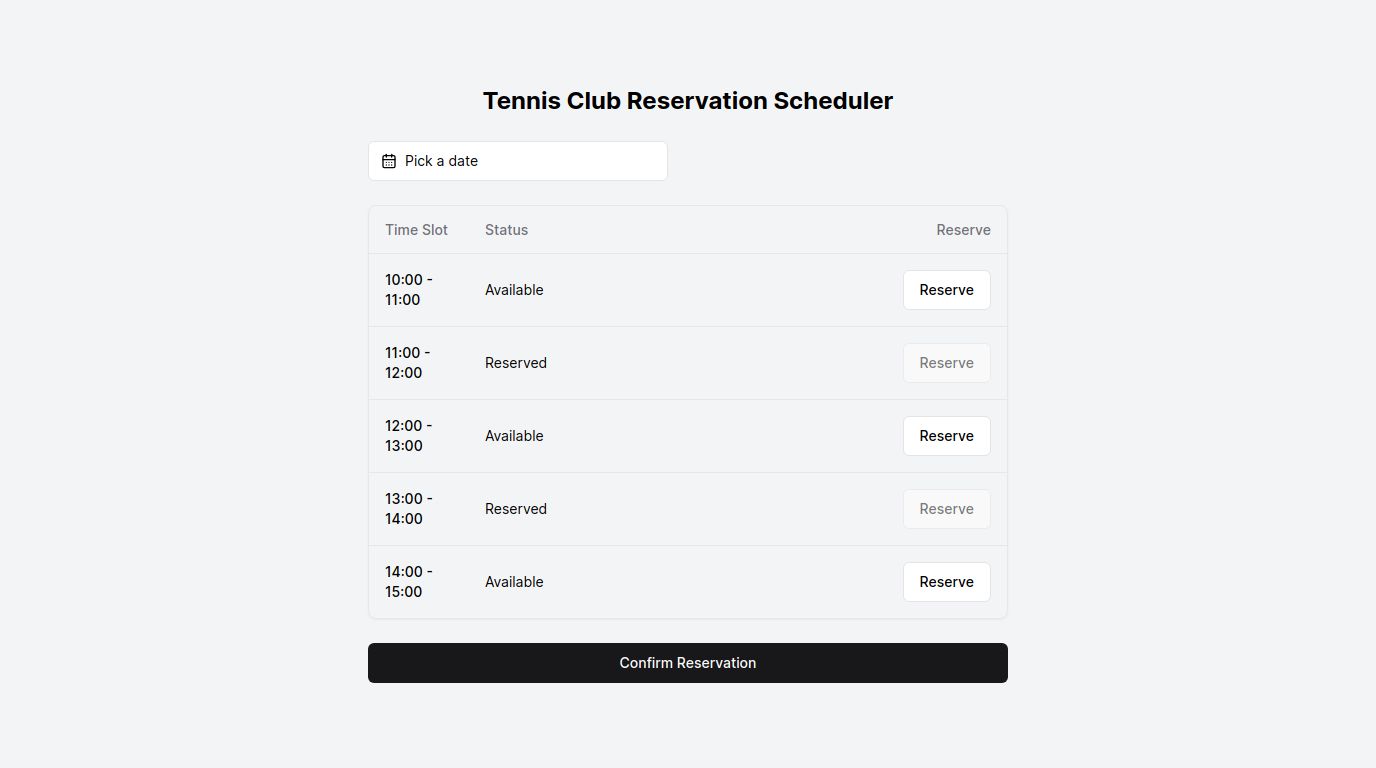 Tennis Club Reservation Scheduler
Pick a date
Time Slot Status Reserve
10:00 -
11:00
Available
Reserve
11:00 -
12:00
Reserved
Reserve
12:00 -
13:00
Available
Reserve
13:00 -
14:00
Reserved
Reserve
14:00 -
15:00
Available
Reserve
Confirm Reservation